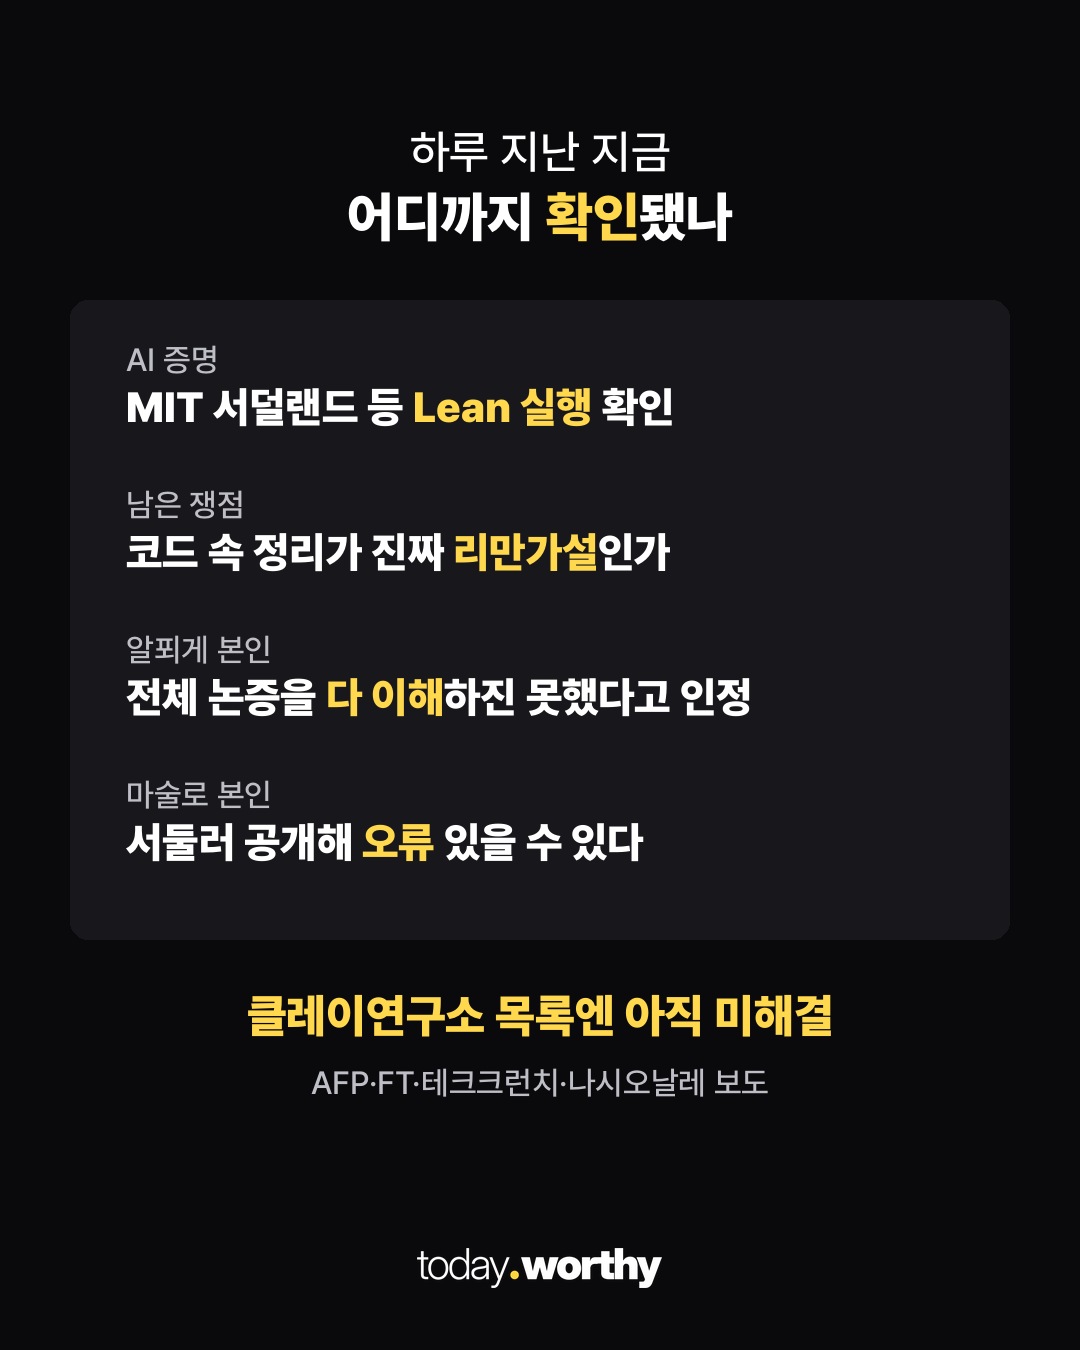 하루 지난 지금
어디까지 확인됐나
AI 증명
MIT 서덜랜드 등 Lean 실행 확인
남은 쟁점
코드 속 정리가 진짜 리만가설인가
알푀게 본인
전체 논증을 다 이해하진 못했다고 인정
마술로 본인
서둘러 공개해 오류 있을 수 있다
클레이연구소 목록엔 아직 미해결
AFP·FT·테크크런치·나시오날레 보도
today.worthy